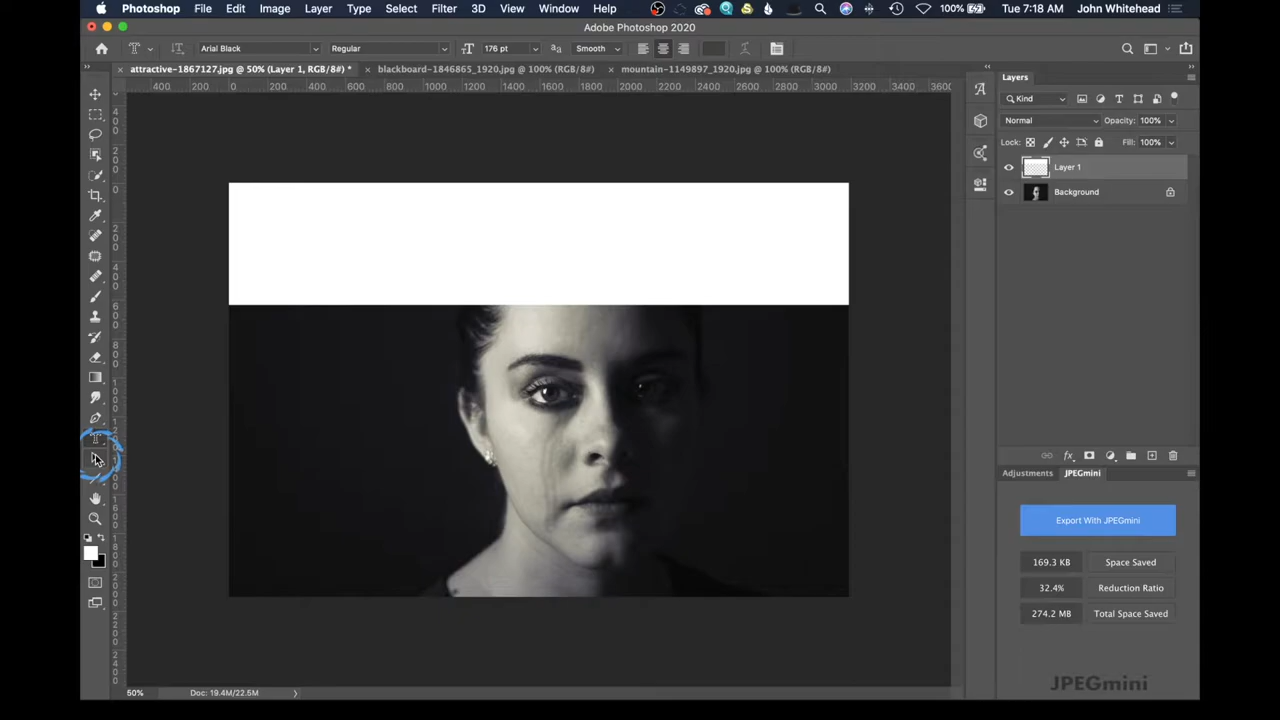 Photoshop File Edit Image Layer Type Select Filter 3D View Window Help 100% Tue 7:18 AM John Whitehead
Adobe Photoshop 2020
Arial Black Regular 176 pt Smooth
attractive-1867127.jpg @ 50% (Layer 1, RGB/8#) * blackboard-1846865_1920.jpg @ 100% (RGB/8#) mountain-1149897_1920.jpg @ 100% (RGB/8#)
400 200 0 200 400 600 800 1000 1200 1400 1600 1800 2000 2200 2400 2600 2800 3000 3200 3400 3600
Layers
Kind
Normal Opacity: 100%
Lock: Fill: 100%
Layer 1
Background
Adjustments JPEGmini
Export With JPEGmini
169.3 KB Space Saved
32.4% Reduction Ratio
274.2 MB Total Space Saved
JPEGmini
50% Doc: 19.4M/22.5M